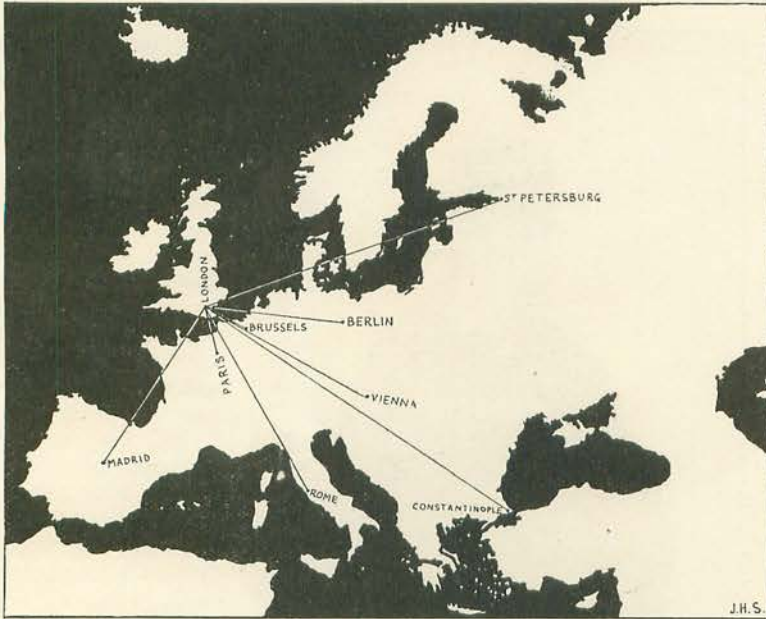 ST PETERSBURG
LONDON
BERLIN
BRUSSELS
PARIS
VIENNA
MADRID
ROME
CONSTANTINOPLE
J.H.S.